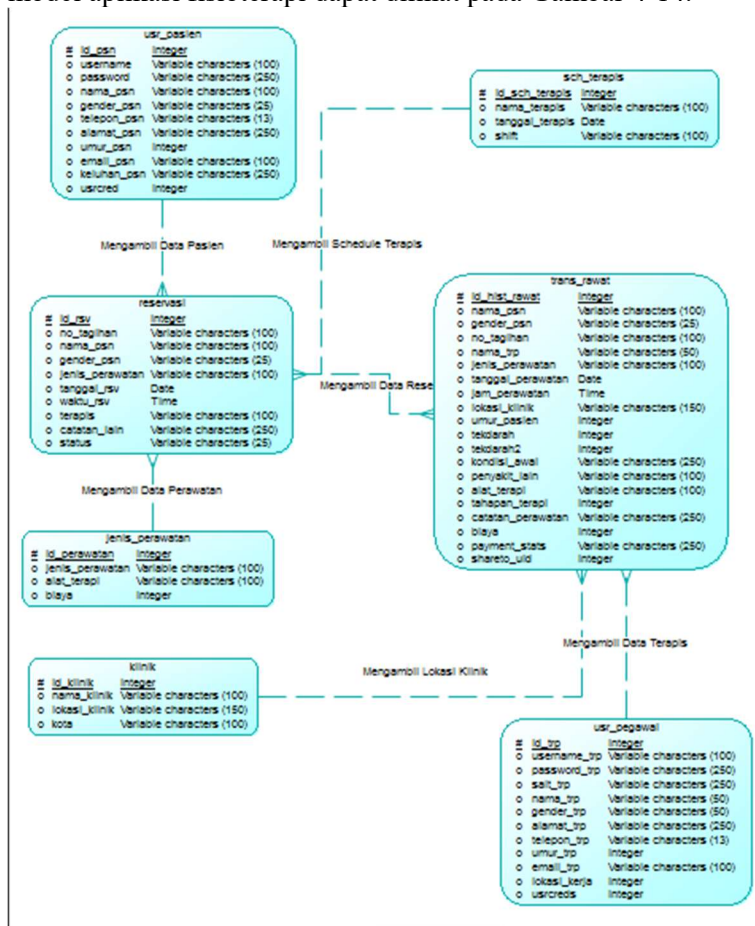 model aplikasi fisioterapi dapat dilihat pada Gambar 4-14.
usr_pasien
# id_psn Integer
o username Variable characters (100)
o password Variable characters (250)
o nama_psn Variable characters (100)
o gender_psn Variable characters (25)
o telepon_psn Variable characters (13)
o alamat_psn Variable characters (250)
o umur_psn Integer
o email_psn Variable characters (100)
o keluhan_psn Variable characters (250)
o usrcred Integer
sch_terapis
# id_sch_terapis Integer
o nama_terapis Variable characters (100)
o tanggal_terapis Date
o shift Variable characters (100)
Mengambil Data Pasien
Mengambil Schedule Terapis
reservasi
# id_rsv Integer
o no_tagihan Variable characters (100)
o nama_psn Variable characters (100)
o gender_psn Variable characters (25)
o jenis_perawatan Variable characters (100)
o tanggal_rsv Date
o waktu_rsv Time
o terapis Variable characters (100)
o catatan_lain Variable characters (250)
o status Variable characters (25)
Mengambil Data Rese
trans_rawat
# id_hist_rawat Integer
o nama_psn Variable characters (100)
o gender_psn Variable characters (25)
o no_tagihan Variable characters (100)
o nama_trp Variable characters (50)
o jenis_perawatan Variable characters (100)
o tanggal_perawatan Date
o jam_perawatan Time
o lokasi_klinik Variable characters (150)
o umur_pasien Integer
o tekdarah Integer
o tekdarah2 Integer
o kondisi_awal Variable characters (250)
o penyakit_lain Variable characters (100)
o alat_terapi Variable characters (100)
o tahapan_terapi Integer
o catatan_perawatan Variable characters (250)
o biaya Integer
o payment_stats Variable characters (250)
o shareto_uid Integer
Mengambil Data Perawatan
jenis_perawatan
# id_perawatan Integer
o jenis_perawatan Variable characters (100)
o alat_terapi Variable characters (100)
o biaya Integer
Mengambil Data Terapis
klinik
# id_klinik Integer
o nama_klinik Variable characters (100)
o lokasi_klinik Variable characters (150)
o kota Variable characters (100)
Mengambil Lokasi Klinik
usr_pegawai
# id_trp Integer
o username_trp Variable characters (100)
o password_trp Variable characters (250)
o salt_trp Variable characters (250)
o nama_trp Variable characters (50)
o gender_trp Variable characters (50)
o alamat_trp Variable characters (250)
o telepon_trp Variable characters (13)
o umur_trp Integer
o email_trp Variable characters (100)
o lokasi_kerja Integer
o usrcreds Integer